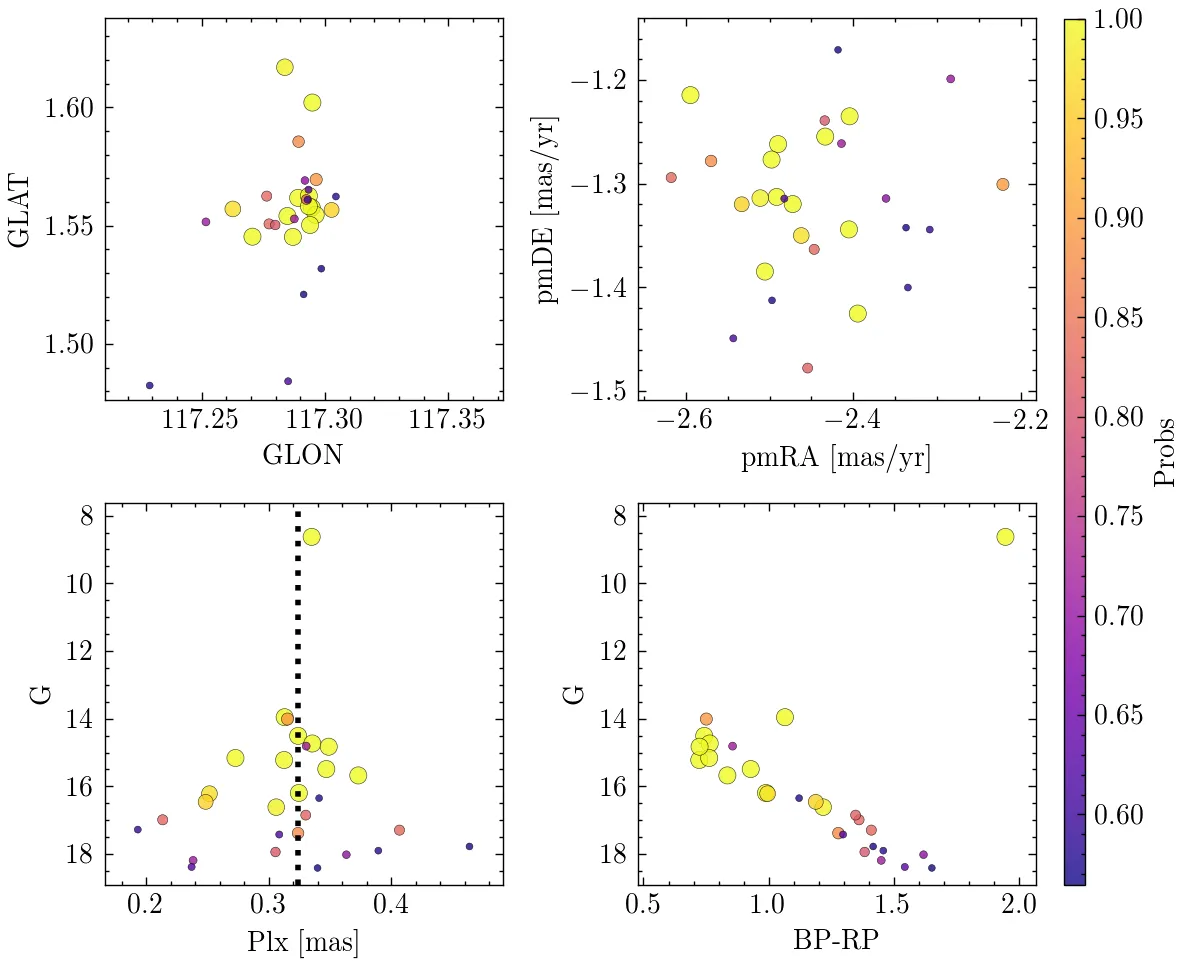 1.60
1.55
1.50
GLAT
117.25 117.30 117.35
GLON
−1.2
−1.3
−1.4
−1.5
pmDE [mas/yr]
−2.6 −2.4 −2.2
pmRA [mas/yr]
8
10
12
14
16
18
G
0.2 0.3 0.4
Plx [mas]
8
10
12
14
16
18
G
0.5 1.0 1.5 2.0
BP-RP
1.00
0.95
0.90
0.85
0.80
0.75
0.70
0.65
0.60
Probs